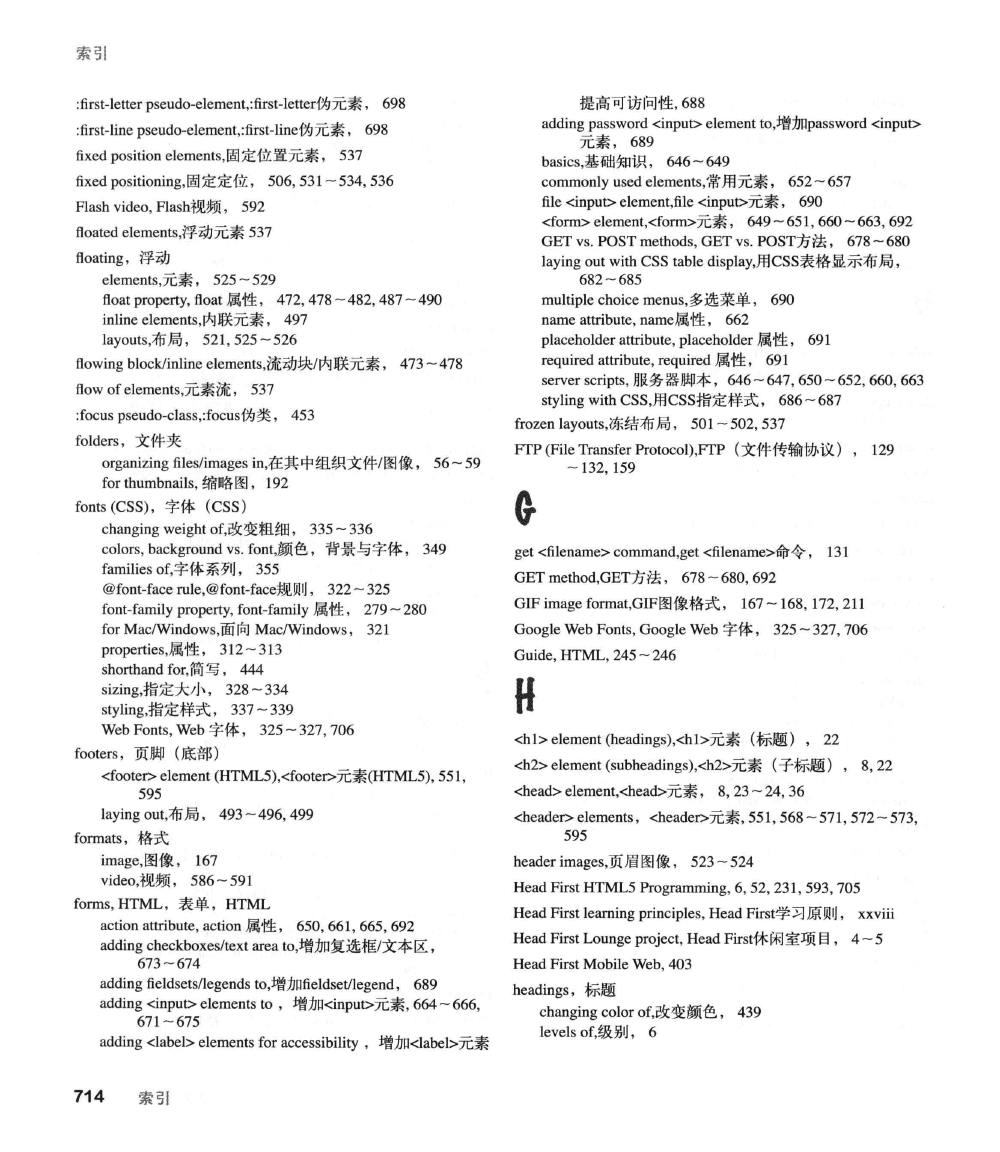 索引
:first-letter pseudo-element,:first-letter伪元素， 698
:first-line pseudo-element,:first-line伪元素， 698
fixed position elements,固定位置元素， 537
fixed positioning,固定定位， 506, 531～534, 536
Flash video, Flash视频， 592
floated elements,浮动元素 537
floating，浮动
elements,元素， 525～529
float property, float 属性， 472, 478～482, 487～490
inline elements,内联元素， 497
layouts,布局， 521, 525～526
flowing block/inline elements,流动块/内联元素， 473～478
flow of elements,元素流， 537
:focus pseudo-class,:focus伪类， 453
folders，文件夹
organizing files/images in,在其中组织文件/图像， 56～59
for thumbnails, 缩略图，192
fonts (CSS)，字体（CSS）
changing weight of,改变粗细， 335～336
colors, background vs. font,颜色，背景与字体， 349
families of,字体系列， 355
@font-face rule,@font-face规则， 322～325
font-family property, font-family 属性， 279～280
for Mac/Windows,面向 Mac/Windows， 321
properties,属性， 312～313
shorthand for,简写， 444
sizing,指定大小， 328～334
styling,指定样式， 337～339
Web Fonts, Web 字体， 325～327, 706
footers，页脚（底部）
<footer> element (HTML5),<footer>元素(HTML5), 551,
595
laying out,布局， 493～496, 499
formats，格式
image,图像， 167
video,视频， 586～591
forms, HTML，表单，HTML
action attribute, action 属性， 650, 661, 665, 692
adding checkboxes/text area to,增加复选框/文本区，
673～674
adding fieldsets/legends to,增加fieldset/legend， 689
adding <input> elements to ，增加<input>元素, 664～666,
671～675
adding <label> elements for accessibility ，增加<label>元素
提高可访问性, 688
adding password <input> element to,增加password <input>
元素， 689
basics,基础知识， 646～649
commonly used elements,常用元素， 652～657
file <input> element,file <input>元素， 690
<form> element,<form>元素， 649～651, 660～663, 692
GET vs. POST methods, GET vs. POST方法， 678～680
laying out with CSS table display,用CSS表格显示布局，
682～685
multiple choice menus,多选菜单， 690
name attribute, name属性， 662
placeholder attribute, placeholder 属性， 691
required attribute, required 属性， 691
server scripts, 服务器脚本，646～647, 650～652, 660, 663
styling with CSS,用CSS指定样式， 686～687
frozen layouts,冻结布局， 501～502, 537
FTP (File Transfer Protocol),FTP（文件传输协议）， 129
～132, 159
G
get <filename> command,get <filename>命令， 131
GET method,GET方法， 678～680, 692
GIF image format,GIF图像格式， 167～168, 172, 211
Google Web Fonts, Google Web 字体， 325～327, 706
Guide, HTML, 245～246
H
<h1> element (headings),<h1>元素（标题）， 22
<h2> element (subheadings),<h2>元素（子标题）， 8, 22
<head> element,<head>元素， 8, 23～24, 36
<header> elements，<header>元素, 551, 568～571, 572～573,
595
header images,页眉图像， 523～524
Head First HTML5 Programming, 6, 52, 231, 593, 705
Head First learning principles, Head First学习原则， xxviii
Head First Lounge project, Head First休闲室项目， 4～5
Head First Mobile Web, 403
headings，标题
changing color of,改变颜色， 439
levels of,级别， 6
714 索引